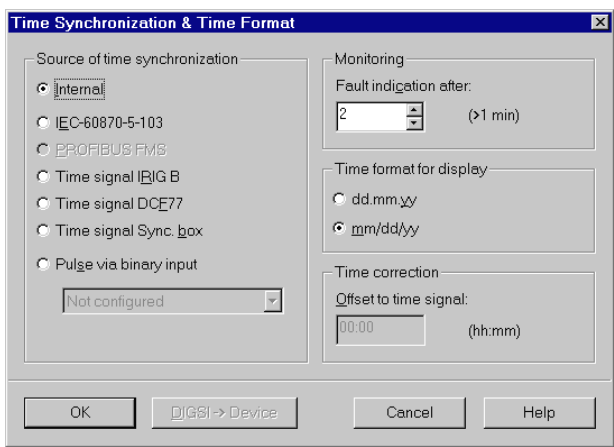 Time Synchronization & Time Format
Source of time synchronization
Internal
IEC-60870-5-103
PROFIBUS FMS
Time signal IRIG B
Time signal DCF77
Time signal Sync. box
Pulse via binary input
Not configured
Monitoring
Fault indication after:
2 (>1 min)
Time format for display
dd.mm.yy
mm/dd/yy
Time correction
Offset to time signal:
00:00 (hh:mm)
OK DIGSI -> Device Cancel Help